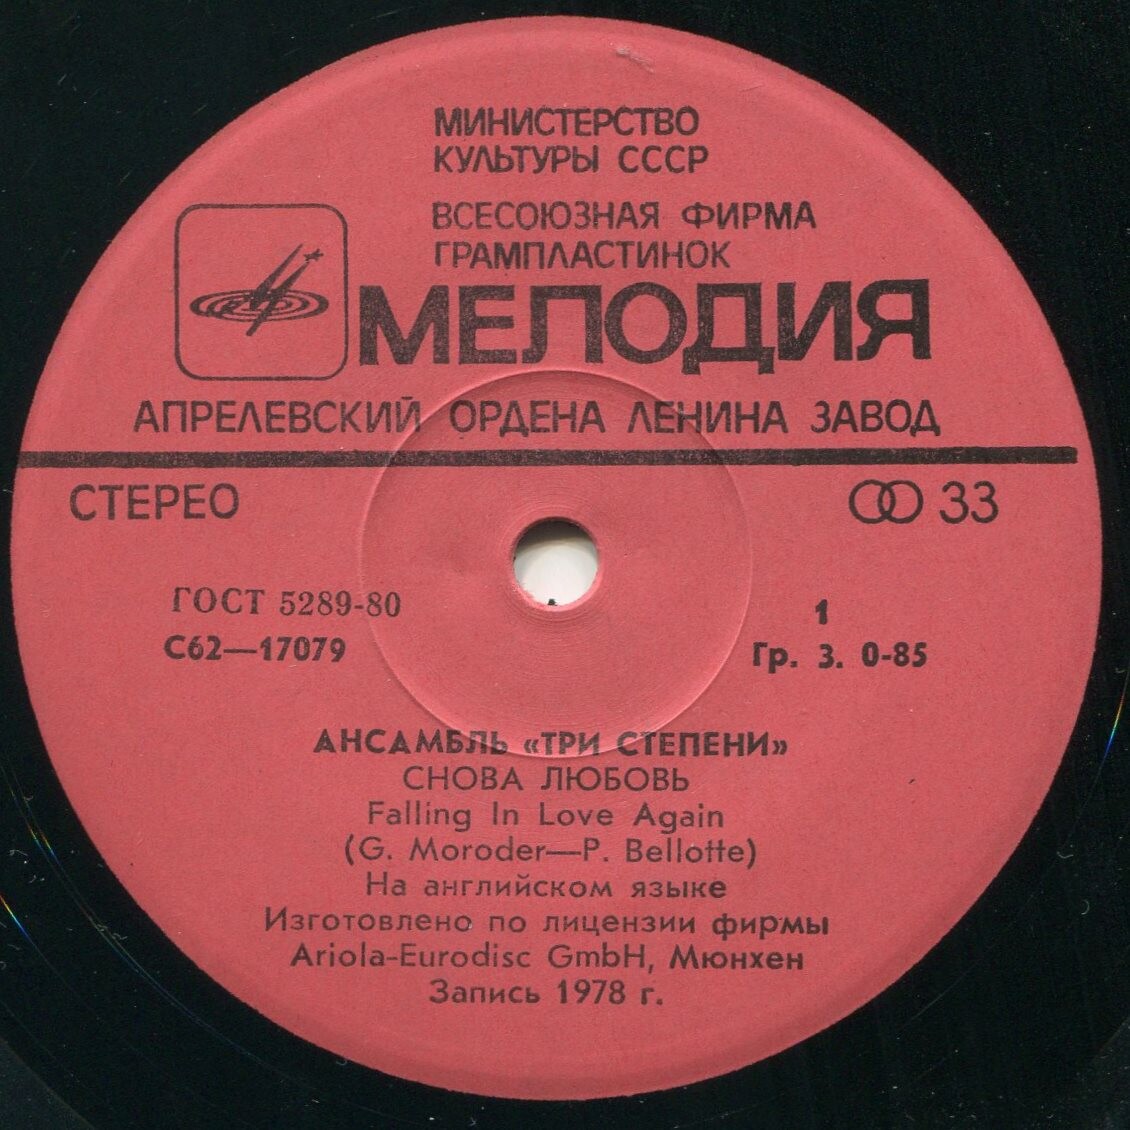 МИНИСТЕРСТВО
КУЛЬТУРЫ СССР
ВСЕСОЮЗНАЯ ФИРМА
ГРАМПЛАСТИНОК
МЕЛОДИЯ
АПРЕЛЕВСКИЙ ОРДЕНА ЛЕНИНА ЗАВОД
СТЕРЕО
33
ГОСТ 5289-80
С62—17079
1
Гр. 3. 0-85
АНСАМБЛЬ «ТРИ СТЕПЕНИ»
СНОВА ЛЮБОВЬ
Falling In Love Again
(G. Moroder—P. Bellotte)
На английском языке
Изготовлено по лицензии фирмы
Ariola-Eurodisc GmbH, Мюнхен
Запись 1978 г.